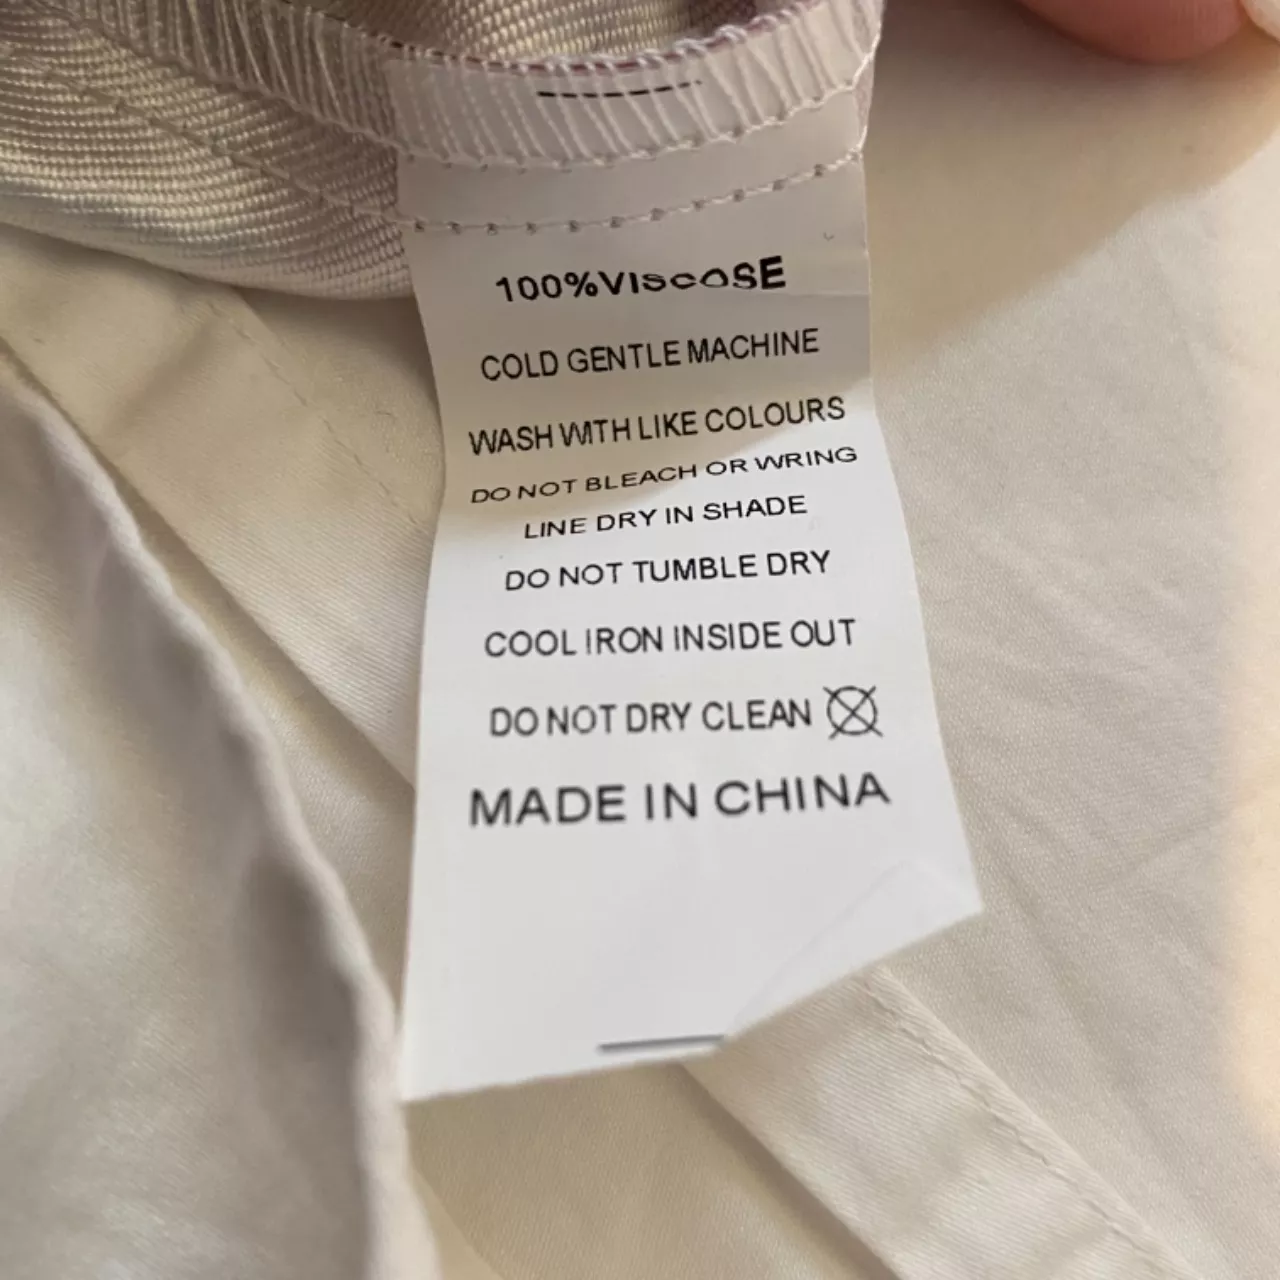 100%VISCOSE
COLD GENTLE MACHINE
WASH WITH LIKE COLOURS
DO NOT BLEACH OR WRING
LINE DRY IN SHADE
DO NOT TUMBLE DRY
COOL IRON INSIDE OUT
DO NOT DRY CLEAN
MADE IN CHINA